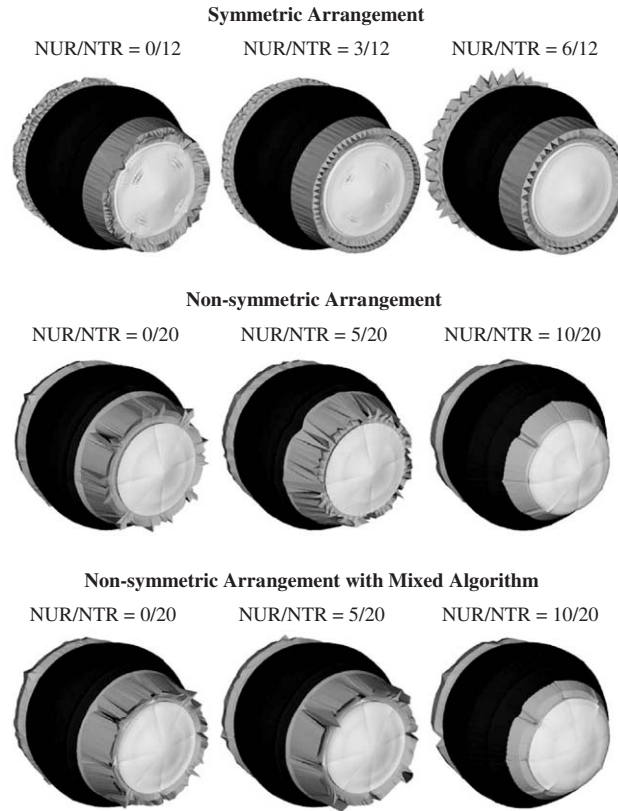 Symmetric Arrangement
NUR/NTR = 0/12 NUR/NTR = 3/12 NUR/NTR = 6/12
Non-symmetric Arrangement
NUR/NTR = 0/20 NUR/NTR = 5/20 NUR/NTR = 10/20
Non-symmetric Arrangement with Mixed Algorithm
NUR/NTR = 0/20 NUR/NTR = 5/20 NUR/NTR = 10/20